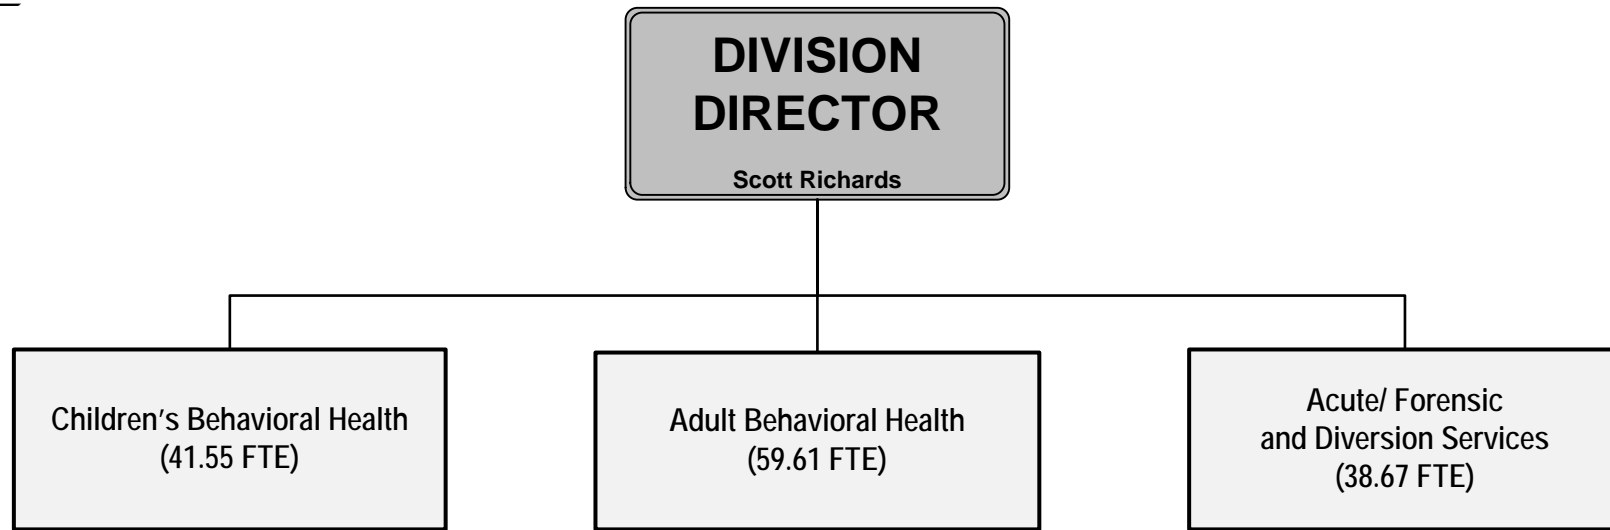 DIVISION
DIRECTOR
Scott Richards
Children's Behavioral Health
(41.55 FTE)
Adult Behavioral Health
(59.61 FTE)
Acute/ Forensic
and Diversion Services
(38.67 FTE)